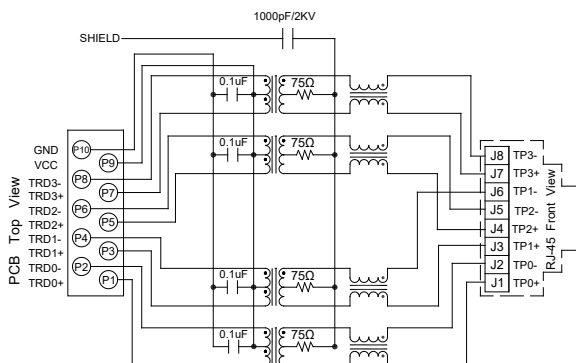 1000pF/2KV
SHIELD
0.1uF 75Ω
0.1uF 75Ω
0.1uF 75Ω
0.1uF 75Ω
PCB Top View
GND P10
VCC P9
TRD3- P8
TRD3+ P7
TRD2- P6
TRD2+ P5
TRD1- P4
TRD1+ P3
TRD0- P2
TRD0+ P1
J8 TP3-
J7 TP3+
J6 TP1-
J5 TP2-
J4 TP2+
J3 TP1+
J2 TP0-
J1 TP0+
RJ-45 Front View